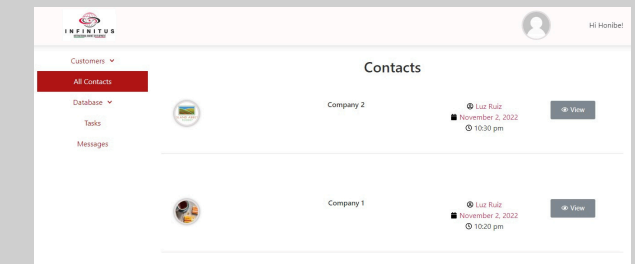 INFINITUS
Hi Honibe!
Customers
All Contacts
Database
Tasks
Messages
Contacts
Company 2
Luz Ruiz
November 2, 2022
10:30 pm
View
Company 1
Luz Ruiz
November 2, 2022
10:20 pm
View